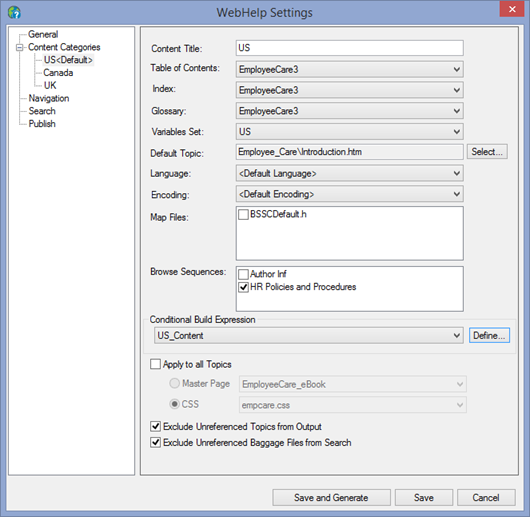 WebHelp Settings
General
Content Categories
US<Default>
Canada
UK
Navigation
Search
Publish
Content Title: US
Table of Contents: EmployeeCare3
Index: EmployeeCare3
Glossary: EmployeeCare3
Variables Set: US
Default Topic: Employee_Care\Introduction.htm Select...
Language: <Default Language>
Encoding: <Default Encoding>
Map Files: BSSCDefault.h
Browse Sequences: Author Inf
HR Policies and Procedures
Conditional Build Expression
US_Content Define...
Apply to all Topics
Master Page EmployeeCare_eBook
CSS empcare.css
Exclude Unreferenced Topics from Output
Exclude Unreferenced Baggage Files from Search
Save and Generate Save Cancel